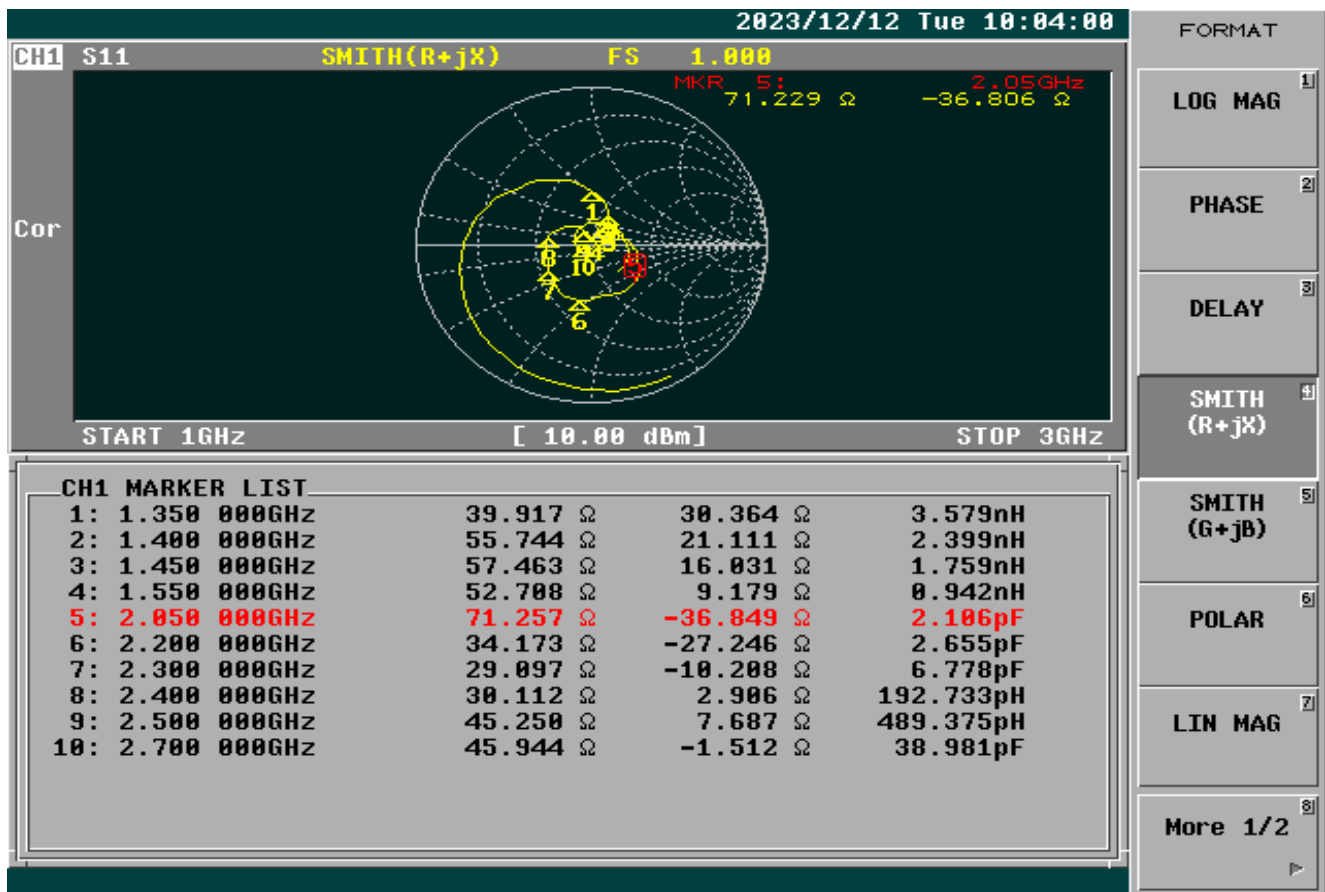 2023/12/12 Tue 10:04:00
CH1 S11 SMITH(R+jX) FS 1.000
MKR 5: 2.05GHz
71.229 Ω -36.806 Ω
Cor
1
8
10
7
6
START 1GHz [ 10.00 dBm] STOP 3GHz
CH1 MARKER LIST
1: 1.350 000GHz 39.917 Ω 30.364 Ω 3.579nH
2: 1.400 000GHz 55.744 Ω 21.111 Ω 2.399nH
3: 1.450 000GHz 57.463 Ω 16.031 Ω 1.759nH
4: 1.550 000GHz 52.708 Ω 9.179 Ω 0.942nH
5: 2.050 000GHz 71.257 Ω -36.849 Ω 2.106pF
6: 2.200 000GHz 34.173 Ω -27.246 Ω 2.655pF
7: 2.300 000GHz 29.097 Ω -10.208 Ω 6.778pF
8: 2.400 000GHz 30.112 Ω 2.906 Ω 192.733pH
9: 2.500 000GHz 45.250 Ω 7.687 Ω 489.375pH
10: 2.700 000GHz 45.944 Ω -1.512 Ω 38.981pF
FORMAT
1
LOG MAG
2
PHASE
3
DELAY
4
SMITH
(R+jX)
5
SMITH
(G+jB)
6
POLAR
7
LIN MAG
8
More 1/2